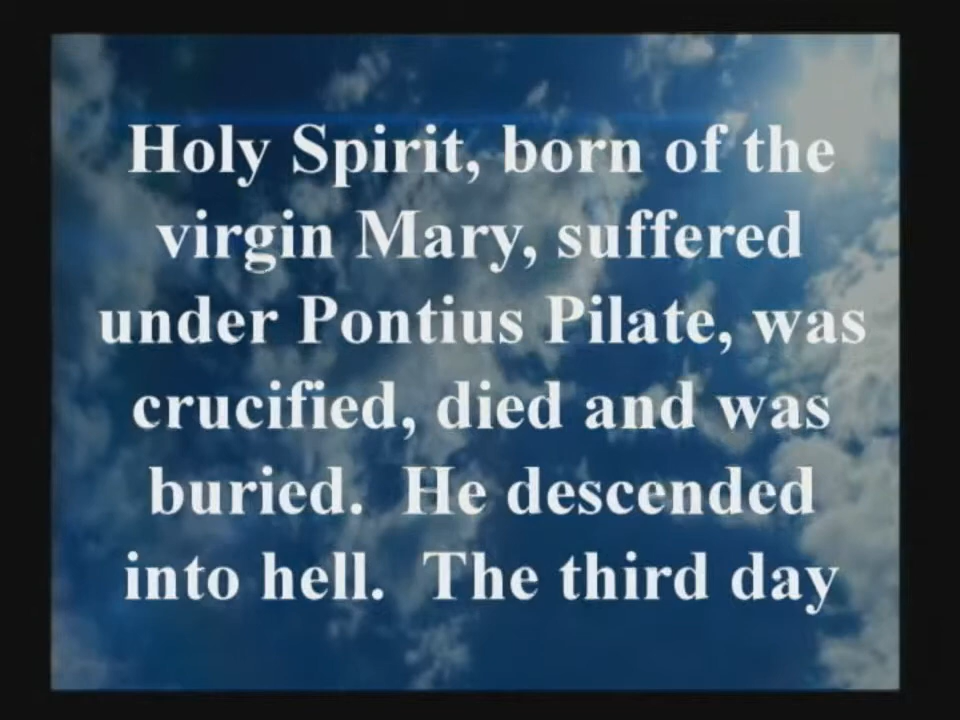 Holy Spirit, born of the
virgin Mary, suffered
under Pontius Pilate, was
crucified, died and was
buried.  He descended
into hell.  The third day